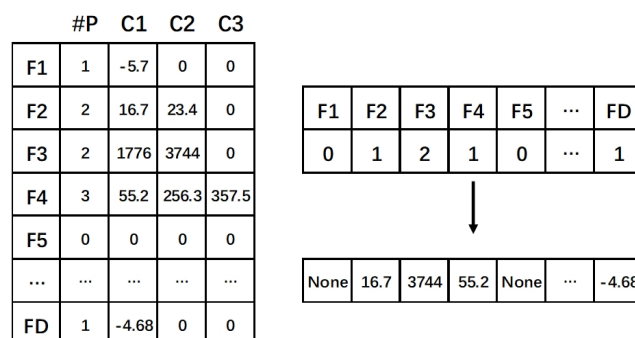 #P C1 C2 C3
F1 1 -5.7 0 0
F2 2 16.7 23.4 0
F3 2 1776 3744 0
F4 3 55.2 256.3 357.5
F5 0 0 0 0
... ... ... ... ...
FD 1 -4.68 0 0
F1 F2 F3 F4 F5 ... FD
0 1 2 1 0 ... 1
None 16.7 3744 55.2 None ... -4.68